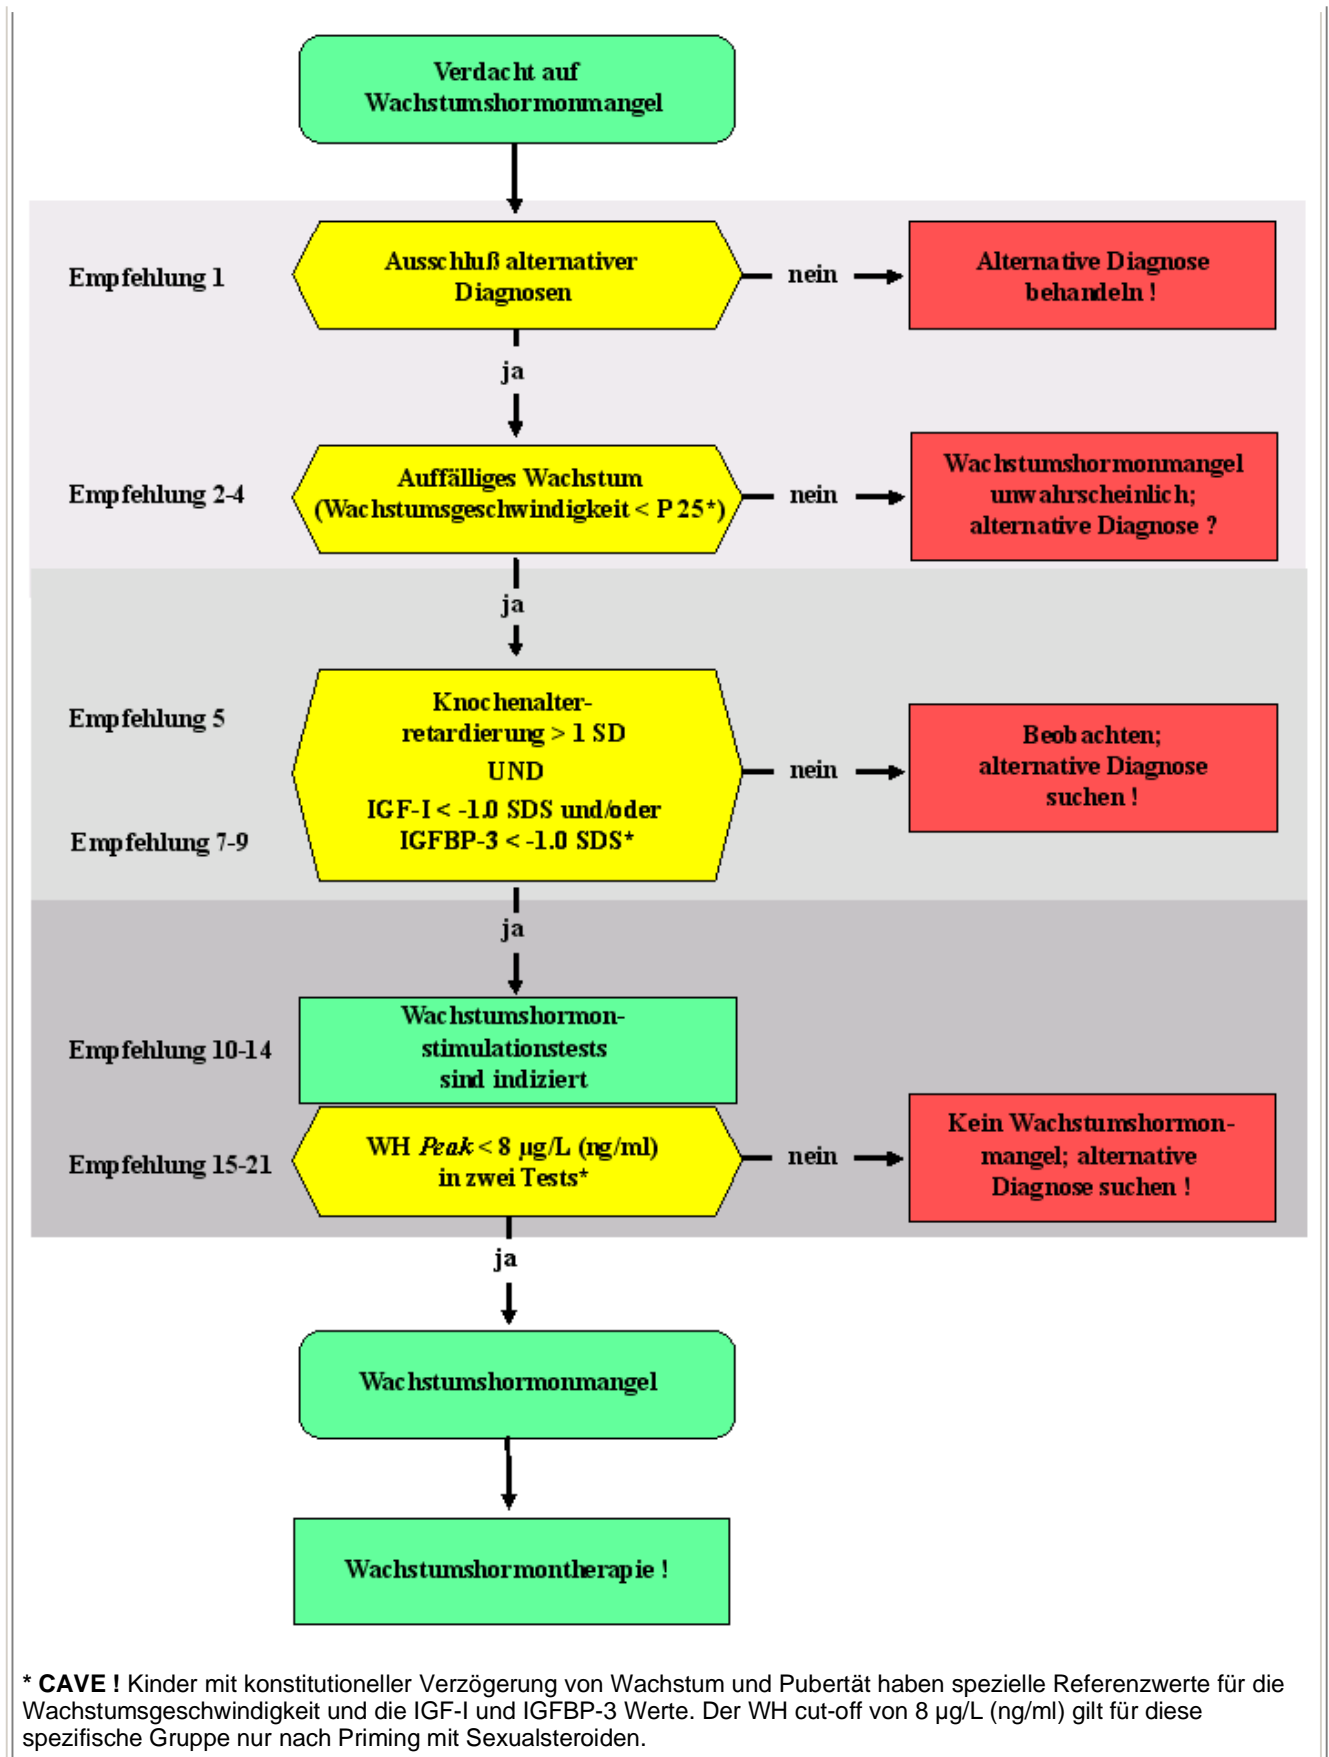 Verdacht auf
Wachstumshormonmangel
Empfehlung 1
Ausschluß alternativer
Diagnosen
nein
Alternative Diagnose
behandeln !
ja
Empfehlung 2-4
Auffälliges Wachstum
(Wachstumsgeschwindigkeit < P 25*)
nein
Wachstumshormonmangel
unwahrscheinlich;
alternative Diagnose ?
ja
Empfehlung 5
Empfehlung 7-9
Knochenalter-
retardierung > 1 SD
UND
IGF-I < -1.0 SDS und/oder
IGFBP-3 < -1.0 SDS*
nein
Beobachten;
alternative Diagnose
suchen !
ja
Empfehlung 10-14
Wachstumshormon-
stimulationstests
sind indiziert
Empfehlung 15-21
WH Peak < 8 µg/L (ng/ml)
in zwei Tests*
nein
Kein Wachstumshormon-
mangel; alternative
Diagnose suchen !
ja
Wachstumshormonmangel
Wachstumshormontherapie !
* CAVE ! Kinder mit konstitutioneller Verzögerung von Wachstum und Pubertät haben spezielle Referenzwerte für die
Wachstumsgeschwindigkeit und die IGF-I und IGFBP-3 Werte. Der WH cut-off von 8 µg/L (ng/ml) gilt für diese
spezifische Gruppe nur nach Priming mit Sexualsteroiden.